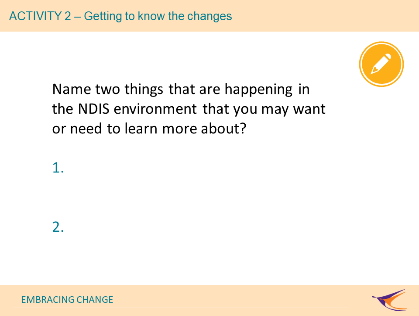 ACTIVITY 2 – Getting to know the changes
Name two things that are happening in
the NDIS environment that you may want
or need to learn more about?
1.
2.
EMBRACING CHANGE